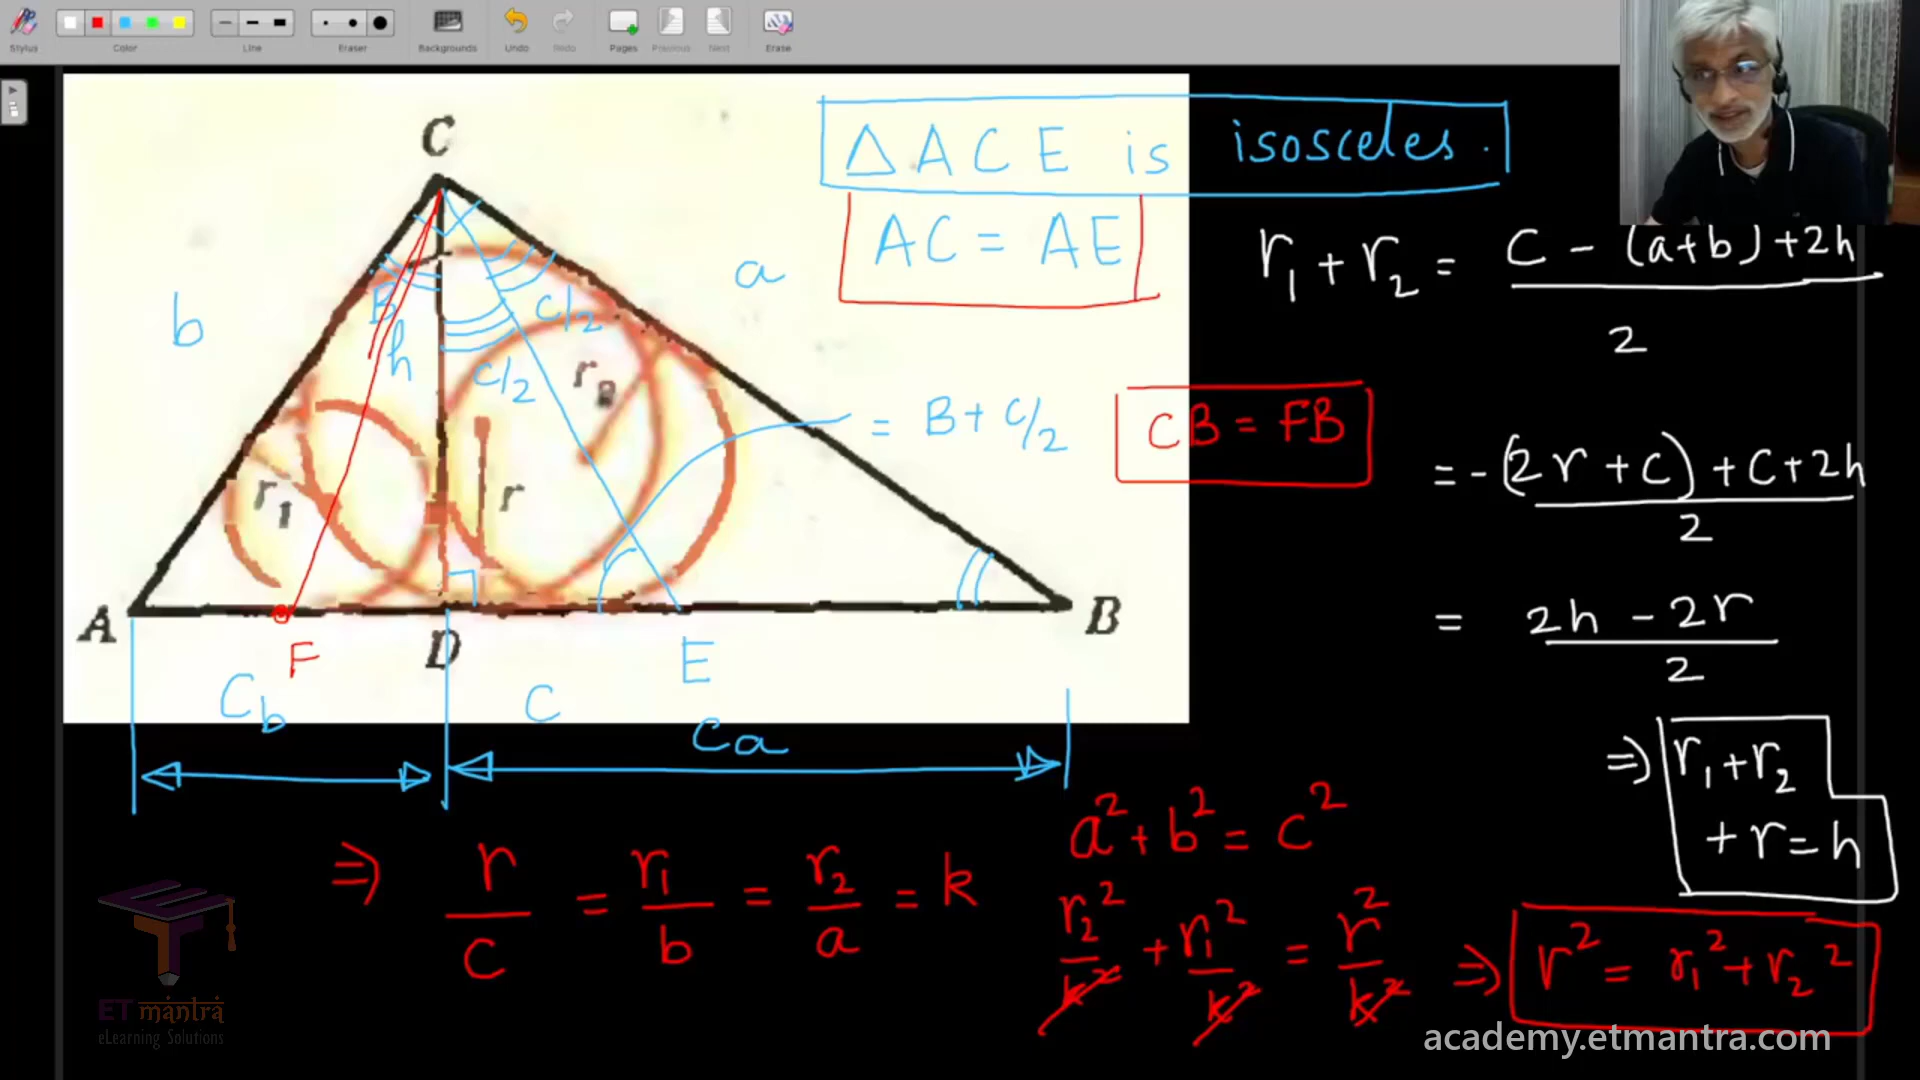 Stylus
Color
Line
Eraser
Backgrounds
Undo
Redo
Pages
Previous
Next
Erase
C
△ACE is isosceles.
AC = AE
r₁ + r₂ = C - (a+b) + 2h
2
a
b
B
h
C/2
C/2
r₂
= B + C/2
CB = FB
= -(2r + C) + C + 2h
2
r₁
r
= 2h - 2r
2
A
F
D
E
B
Cb
C
Ca
⇒ r₁ + r₂
+ r = h
a² + b² = c²
⇒ r/c = r₁/b = r₂/a = k
r₂²/k² + r₁²/k² = r²/k² ⇒ r² = r₁² + r₂²
ET mantra
eLearning Solutions
academy.etmantra.com